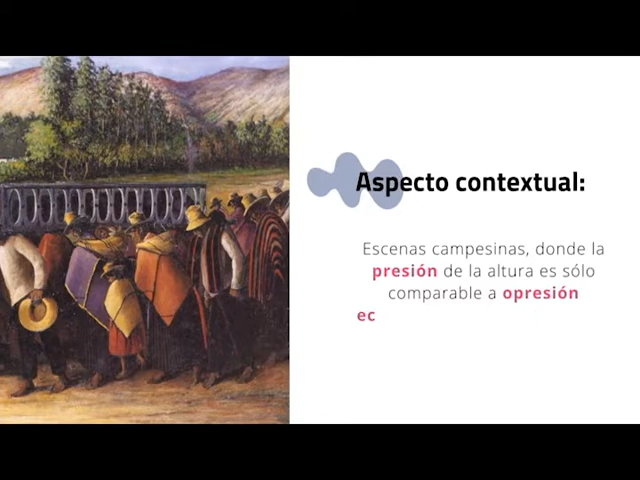 Aspecto contextual:
Escenas campesinas, donde la
presión de la altura es sólo
comparable a opresión
ec